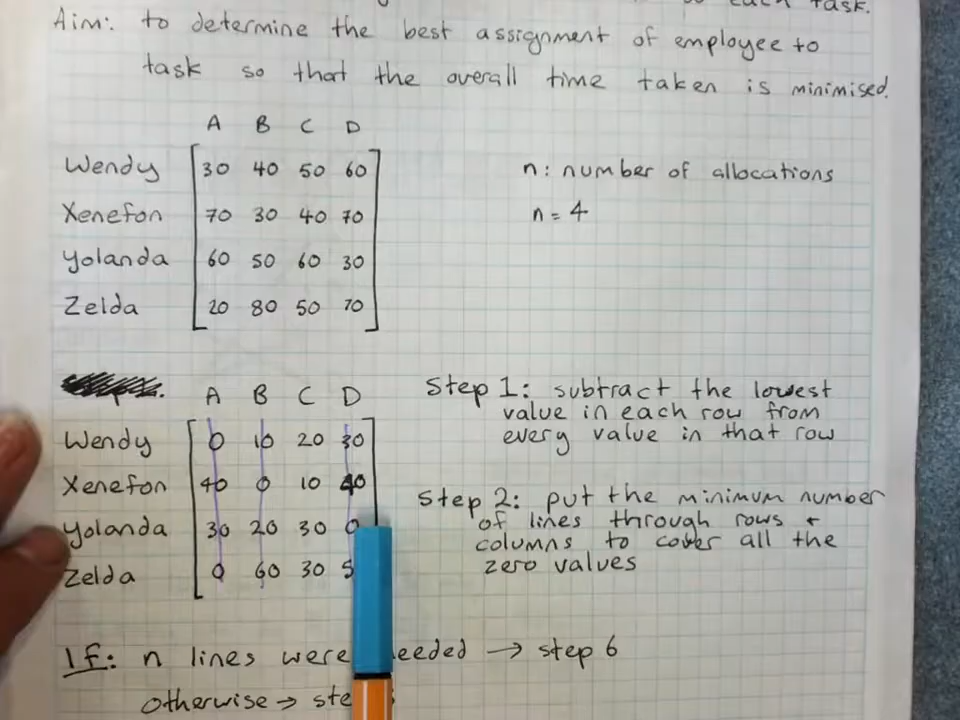 each task.
Aim: to determine the best assignment of employee to
task so that the overall time taken is minimised.
A B C D
Wendy 30 40 50 60
Xenefon 70 30 40 70
Yolanda 60 50 60 30
Zelda 20 80 50 70
n: number of allocations
n = 4
A B C D
Wendy 0 10 20 30
Xenefon 40 0 10 40
Yolanda 30 20 30 0
Zelda 0 60 30 5
Step 1: subtract the lowest
value in each row from
every value in that row
Step 2: put the minimum number
of lines through rows +
columns to cover all the
zero values
If: n lines were needed → step 6
otherwise → ste